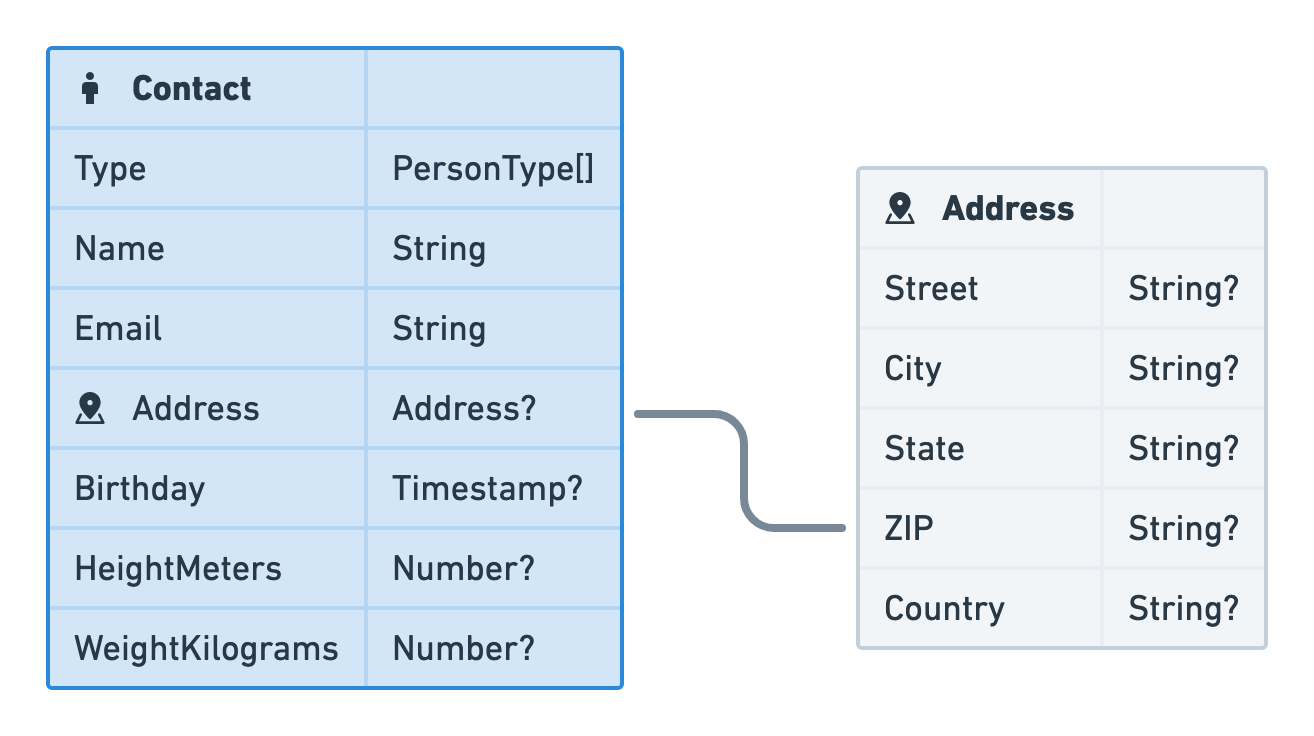 Contact
Type PersonType[]
Name String
Email String
Address Address?
Birthday Timestamp?
HeightMeters Number?
WeightKilograms Number?
Address
Street String?
City String?
State String?
ZIP String?
Country String?